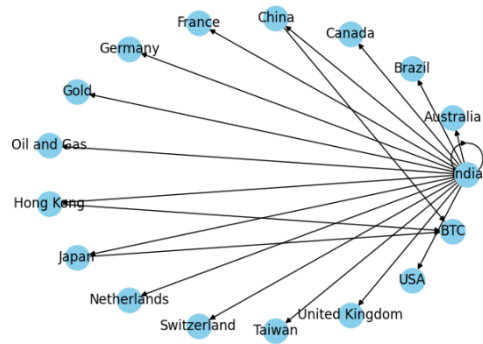 China
France
Canada
Germany
Brazil
Gold
Australia
Oil and Gas
India
Hong Kong
BTC
Japan
USA
Netherlands
United Kingdom
Switzerland
Taiwan